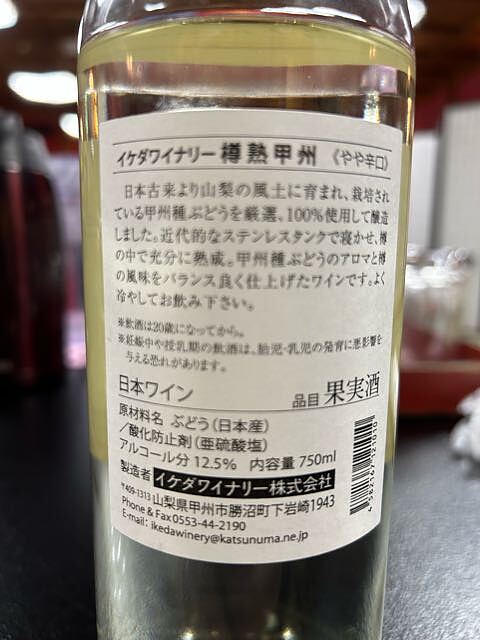 イケダワイナリー 樽熟甲州 《やや辛口》
日本古来より山梨の風土に育まれ、栽培され
ている甲州種ぶどうを厳選、100%使用して醸造
しました。近代的なステンレスタンクで寝かせ、樽
の中で充分に熟成。甲州種ぶどうのアロマと樽
の風味をバランス良く仕上げたワインです。よく
冷やしてお飲み下さい。
※飲酒は20歳になってから。
※妊娠中や授乳期の飲酒は、胎児・乳児の発育に悪影響を
与える恐れがあります。
日本ワイン 品目 果実酒
原材料名 ぶどう(日本産)
/酸化防止剤(亜硫酸塩)
アルコール分 12.5% 内容量 750ml
製造者 イケダワイナリー株式会社
〒409-1313 山梨県甲州市勝沼町下岩崎1943
Phone & Fax 0553-44-2190
E-mail : ikedawinery@katsunuma.ne.jp